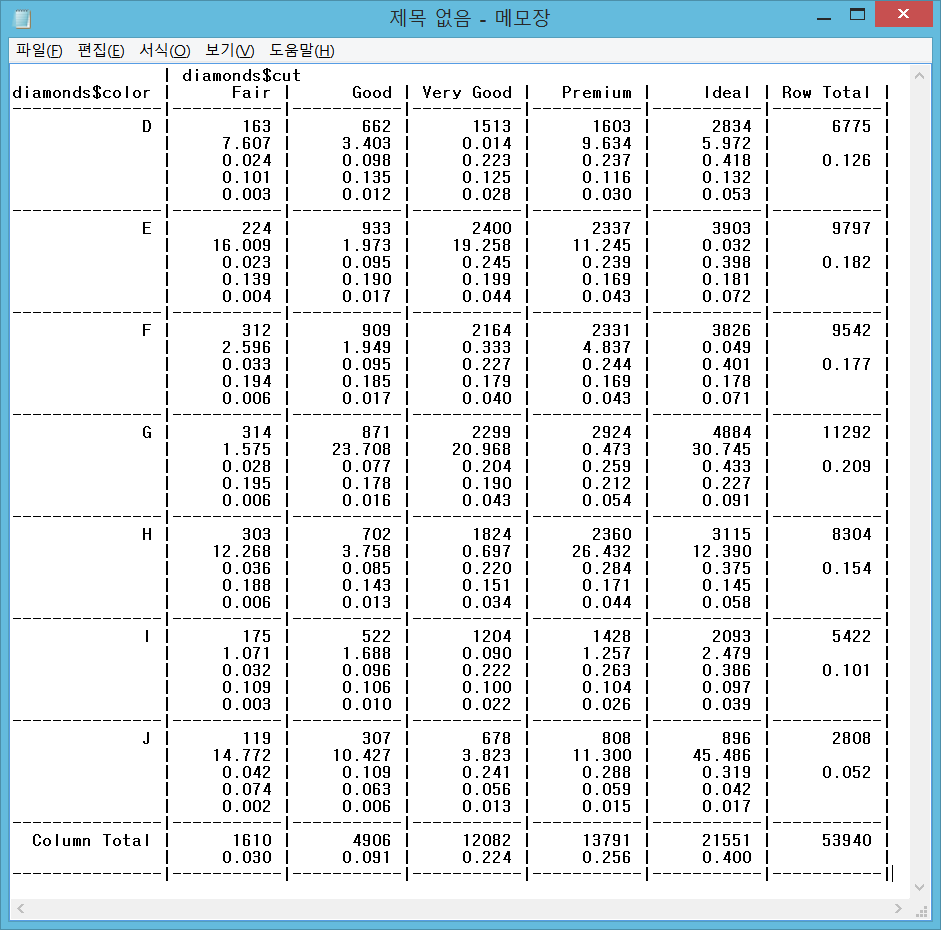 제목 없음 - 메모장
파일(F) 편집(E) 서식(O) 보기(V) 도움말(H)
| diamonds$cut
diamonds$color | Fair | Good | Very Good | Premium | Ideal | Row Total |
---------------|-----------|-----------|-----------|-----------|-----------|-----------|
D | 163 | 662 | 1513 | 1603 | 2834 | 6775 |
| 7.607 | 3.403 | 0.014 | 9.634 | 5.972 | |
| 0.024 | 0.098 | 0.223 | 0.237 | 0.418 | 0.126 |
| 0.101 | 0.135 | 0.125 | 0.116 | 0.132 | |
| 0.003 | 0.012 | 0.028 | 0.030 | 0.053 | |
---------------|-----------|-----------|-----------|-----------|-----------|-----------|
E | 224 | 933 | 2400 | 2337 | 3903 | 9797 |
| 16.009 | 1.973 | 19.258 | 11.245 | 0.032 | |
| 0.023 | 0.095 | 0.245 | 0.239 | 0.398 | 0.182 |
| 0.139 | 0.190 | 0.199 | 0.169 | 0.181 | |
| 0.004 | 0.017 | 0.044 | 0.043 | 0.072 | |
---------------|-----------|-----------|-----------|-----------|-----------|-----------|
F | 312 | 909 | 2164 | 2331 | 3826 | 9542 |
| 2.596 | 1.949 | 0.333 | 4.837 | 0.049 | |
| 0.033 | 0.095 | 0.227 | 0.244 | 0.401 | 0.177 |
| 0.194 | 0.185 | 0.179 | 0.169 | 0.178 | |
| 0.006 | 0.017 | 0.040 | 0.043 | 0.071 | |
---------------|-----------|-----------|-----------|-----------|-----------|-----------|
G | 314 | 871 | 2299 | 2924 | 4884 | 11292 |
| 1.575 | 23.708 | 20.968 | 0.473 | 30.745 | |
| 0.028 | 0.077 | 0.204 | 0.259 | 0.433 | 0.209 |
| 0.195 | 0.178 | 0.190 | 0.212 | 0.227 | |
| 0.006 | 0.016 | 0.043 | 0.054 | 0.091 | |
---------------|-----------|-----------|-----------|-----------|-----------|-----------|
H | 303 | 702 | 1824 | 2360 | 3115 | 8304 |
| 12.268 | 3.758 | 0.697 | 26.432 | 12.390 | |
| 0.036 | 0.085 | 0.220 | 0.284 | 0.375 | 0.154 |
| 0.188 | 0.143 | 0.151 | 0.171 | 0.145 | |
| 0.006 | 0.013 | 0.034 | 0.044 | 0.058 | |
---------------|-----------|-----------|-----------|-----------|-----------|-----------|
I | 175 | 522 | 1204 | 1428 | 2093 | 5422 |
| 1.071 | 1.688 | 0.090 | 1.257 | 2.479 | |
| 0.032 | 0.096 | 0.222 | 0.263 | 0.386 | 0.101 |
| 0.109 | 0.106 | 0.100 | 0.104 | 0.097 | |
| 0.003 | 0.010 | 0.022 | 0.026 | 0.039 | |
---------------|-----------|-----------|-----------|-----------|-----------|-----------|
J | 119 | 307 | 678 | 808 | 896 | 2808 |
| 14.772 | 10.427 | 3.823 | 11.300 | 45.486 | |
| 0.042 | 0.109 | 0.241 | 0.288 | 0.319 | 0.052 |
| 0.074 | 0.063 | 0.056 | 0.059 | 0.042 | |
| 0.002 | 0.006 | 0.013 | 0.015 | 0.017 | |
---------------|-----------|-----------|-----------|-----------|-----------|-----------|
Column Total | 1610 | 4906 | 12082 | 13791 | 21551 | 53940 |
| 0.030 | 0.091 | 0.224 | 0.256 | 0.400 | |
---------------|-----------|-----------|-----------|-----------|-----------|-----------|